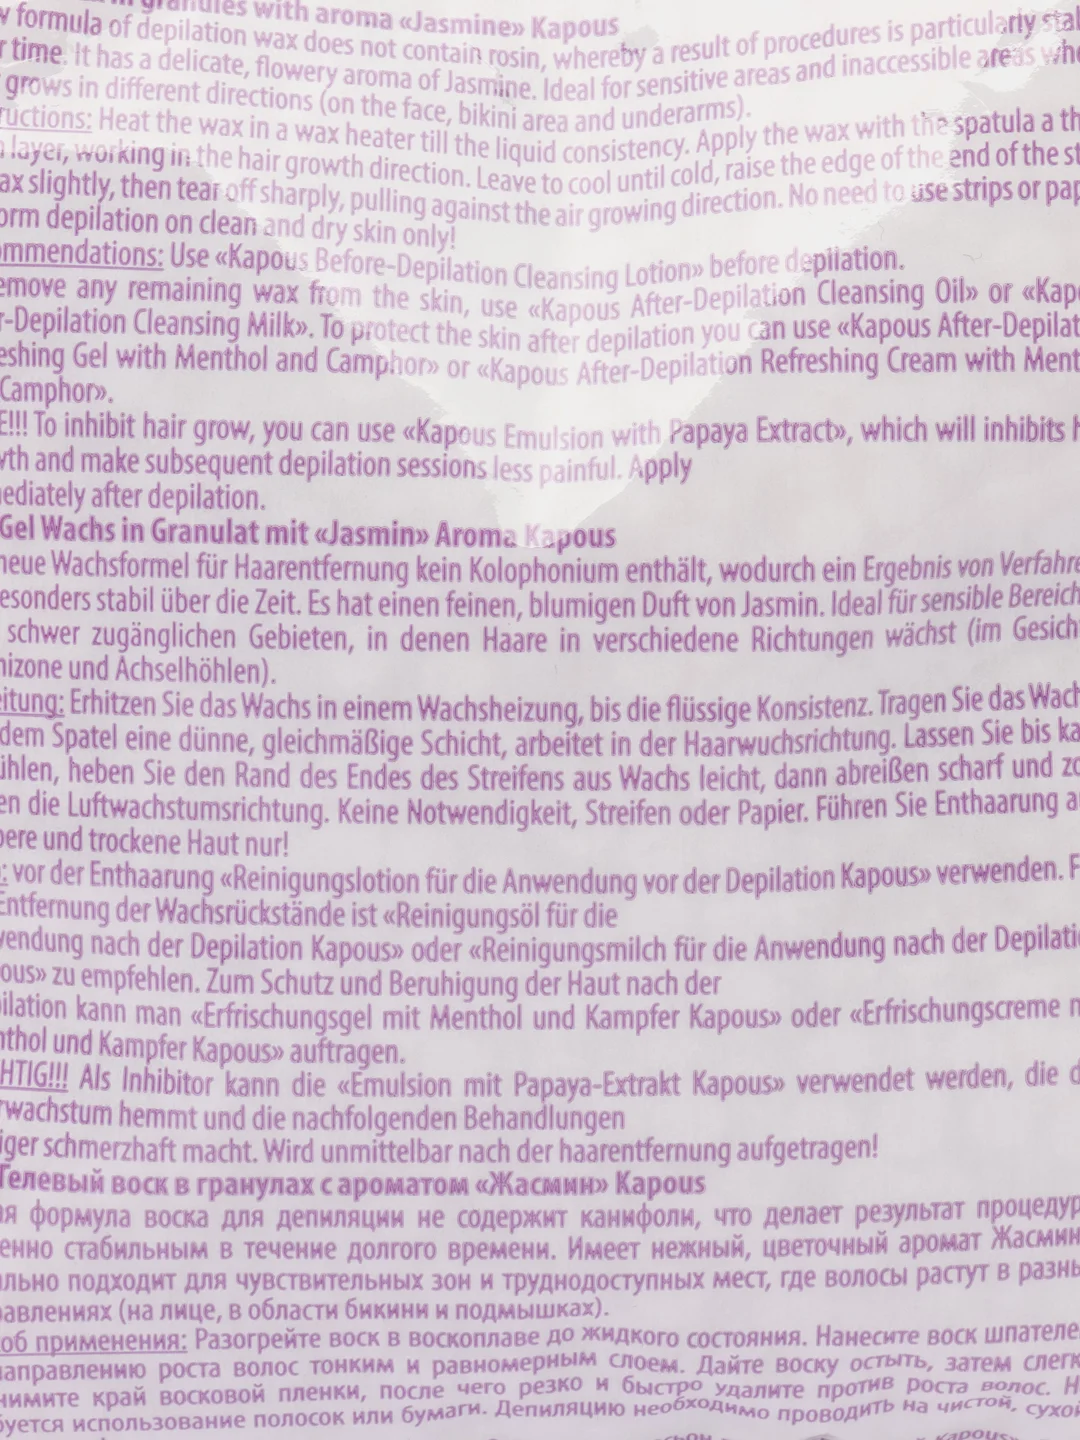 granules with aroma «Jasmine» Kapous
formula of depilation wax does not contain rosin, whereby a result of procedures is particularly
time. It has a delicate, flowery aroma of Jasmine. Ideal for sensitive areas and inaccessible areas
grows in different directions (on the face, bikini area and underarms).
ructions: Heat the wax in a wax heater till the liquid consistency. Apply the wax with the spatula a
layer, working in the hair growth direction. Leave to cool until cold, raise the edge of the end of the
ax slightly, then tear off sharply, pulling against the air growing direction. No need to use strips or pap
orm depilation on clean and dry skin only!
ommendations: Use «Kapous Before-Depilation Cleansing Lotion» before depilation.
emove any remaining wax from the skin, use «Kapous After-Depilation Cleansing Oil» or «Kap
r-Depilation Cleansing Milk». To protect the skin after depilation you can use «Kapous After-Depilat
eshing Gel with Menthol and Camphor» or «Kapous After-Depilation Refreshing Cream with Ment
Camphor».
E!!! To inhibit hair grow, you can use «Kapous Emulsion with Papaya Extract», which will inhibits h
wth and make subsequent depilation sessions less painful. Apply
ediately after depilation.
Gel Wachs in Granulat mit «Jasmin» Aroma Kapous
neue Wachsformel für Haarentfernung kein Kolophonium enthält, wodurch ein Ergebnis von Verfahre
esonders stabil über die Zeit. Es hat einen feinen, blumigen Duft von Jasmin. Ideal für sensible Bereich
schwer zugänglichen Gebieten, in denen Haare in verschiedene Richtungen wächst (im Gesich
nizone und Achselhöhlen).
eitung: Erhitzen Sie das Wachs in einem Wachsheizung, bis die flüssige Konsistenz. Tragen Sie das Wach
dem Spatel eine dünne, gleichmäßige Schicht, arbeitet in der Haarwuchsrichtung. Lassen Sie bis ka
ühlen, heben Sie den Rand des Endes des Streifens aus Wachs leicht, dann abreißen scharf und zo
en die Luftwachstumsrichtung. Keine Notwendigkeit, Streifen oder Papier. Führen Sie Enthaarung a
bere und trockene Haut nur!
: vor der Enthaarung «Reinigungslotion für die Anwendung vor der Depilation Kapous» verwenden. F
Entfernung der Wachsrückstände ist «Reinigungsöl für die
wendung nach der Depilation Kapous» oder «Reinigungsmilch für die Anwendung nach der Depilati
ous» zu empfehlen. Zum Schutz und Beruhigung der Haut nach der
ilation kann man «Erfrischungsgel mit Menthol und Kampfer Kapous» oder «Erfrischungscreme m
nthol und Kampfer Kapous» auftragen.
HTIG!!! Als Inhibitor kann die «Emulsion mit Papaya-Extrakt Kapous» verwendet werden, die d
rwachstum hemmt und die nachfolgenden Behandlungen
iger schmerzhaft macht. Wird unmittelbar nach der haarentfernung aufgetragen!
Гелевый воск в гранулах с ароматом «Жасмин» Kapous
ая формула воска для депиляции не содержит канифоли, что делает результат процедур
енно стабильным в течение долгого времени. Имеет нежный, цветочный аромат Жасмин
ально подходит для чувствительных зон и труднодоступных мест, где волосы растут в разны
равлениях (на лице, в области бикини и подмышках).
об применения: Разогрейте воск в воскоплаве до жидкого состояния. Нанесите воск шпателе
направлению роста волос тонким и равномерным слоем. Дайте воску остыть, затем слегк
нимите край восковой пленки, после чего резко и быстро удалите против роста волос. Н
буется использование полосок или бумаги. Депиляцию необходимо проводить на чистой, сухой